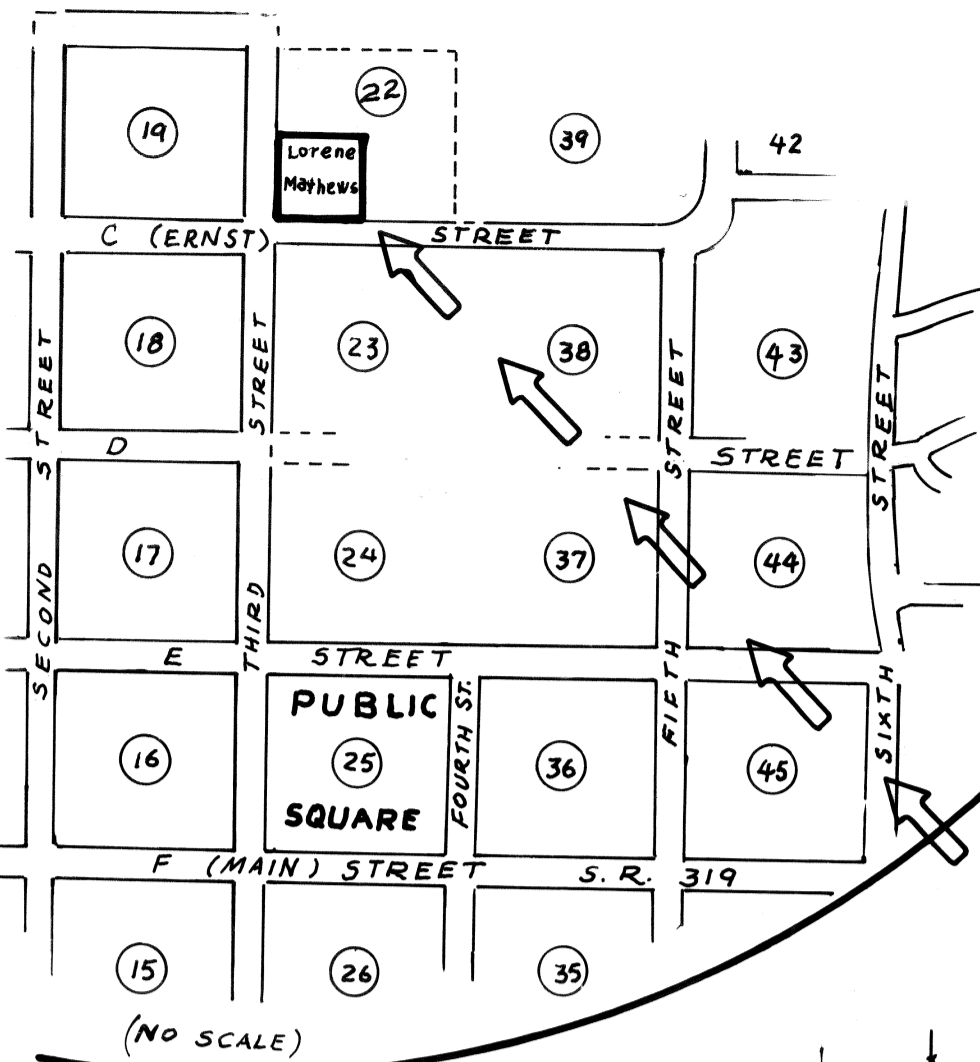 19
22
Lorene
Mathews
39
42
C (ERNST) STREET
18
23
38
43
D STREET
17
24
37
44
E STREET
PUBLIC
25
SQUARE
16
36
45
F (MAIN) STREET S.R. 319
15
26
35
(NO SCALE)
SECOND STREET
THIRD STREET
FOURTH ST.
FIFTH STREET
SIXTH STREET